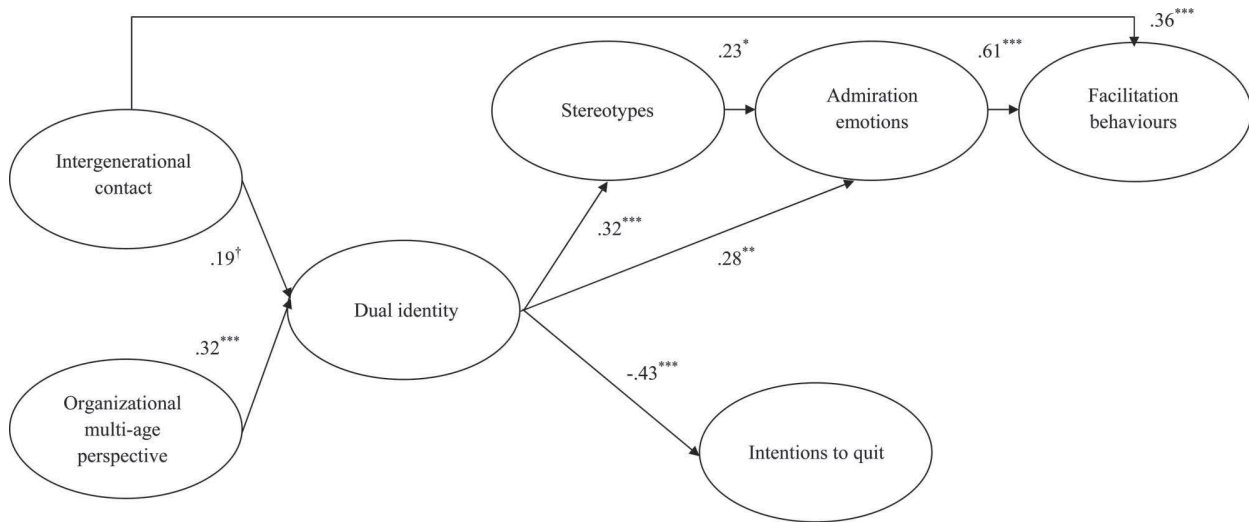 .36***
.23*
.61***
Stereotypes
Admiration
emotions
Facilitation
behaviours
Intergenerational
contact
.32***
.28**
.19†
Dual identity
.32***
-.43***
Organizational
multi-age
perspective
Intentions to quit